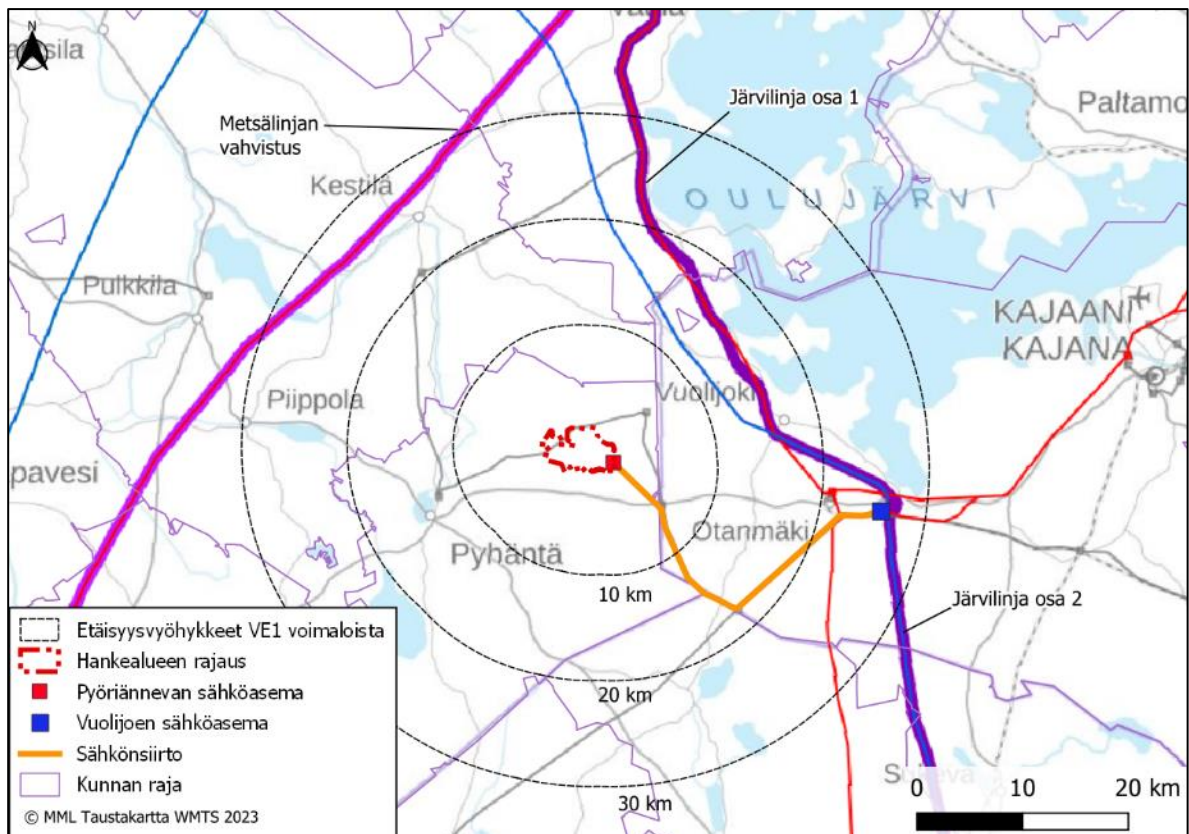 N
Metsälinjan
vahvistus
Järvilinja osa 1
Paltamo
Kestilä
OULUJÄRVI
Pulkkila
KAJAANI
KAJANA
Piippola
Vuolijoki
Otanmäki
Pyhäntä
10 km
20 km
30 km
Järvilinja osa 2
Etäisyysvyöhykkeet VE1 voimaloista
Hankealueen rajaus
Pyöriännevan sähköasema
Vuolijoen sähköasema
Sähkönsiirto
Kunnan raja
© MML Taustakartta WMTS 2023
0 10 20 km